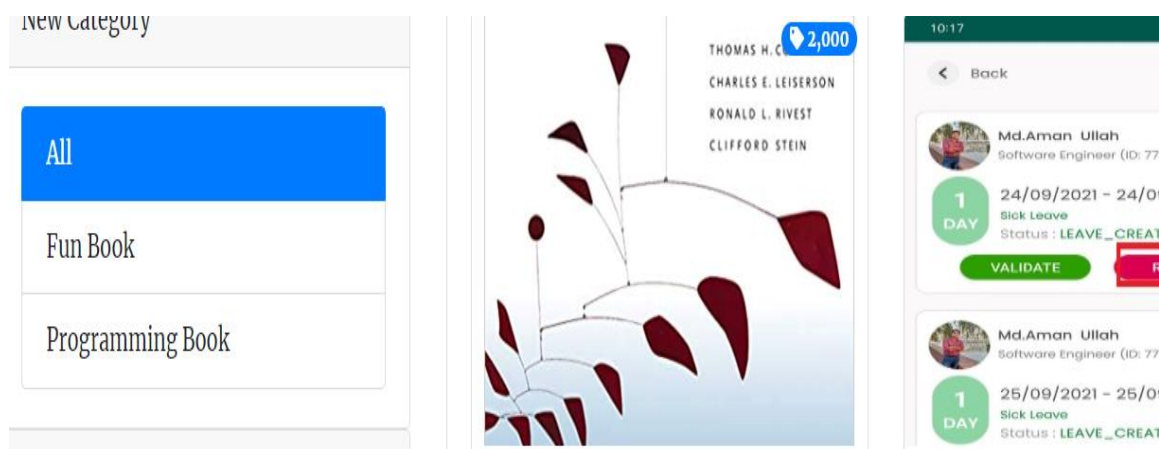 New Category
All
Fun Book
Programming Book
2,000
THOMAS H.
CHARLES E. LEISERSON
RONALD L. RIVEST
CLIFFORD STEIN
10:17
Back
Md.Aman Ullah
Software Engineer (ID: 77
1
DAY
24/09/2021 - 24/09
Sick Leave
Status : LEAVE_CREAT
VALIDATE
R
Md.Aman Ullah
Software Engineer (ID: 77
1
DAY
25/09/2021 - 25/09
Sick Leave
Status : LEAVE_CREAT